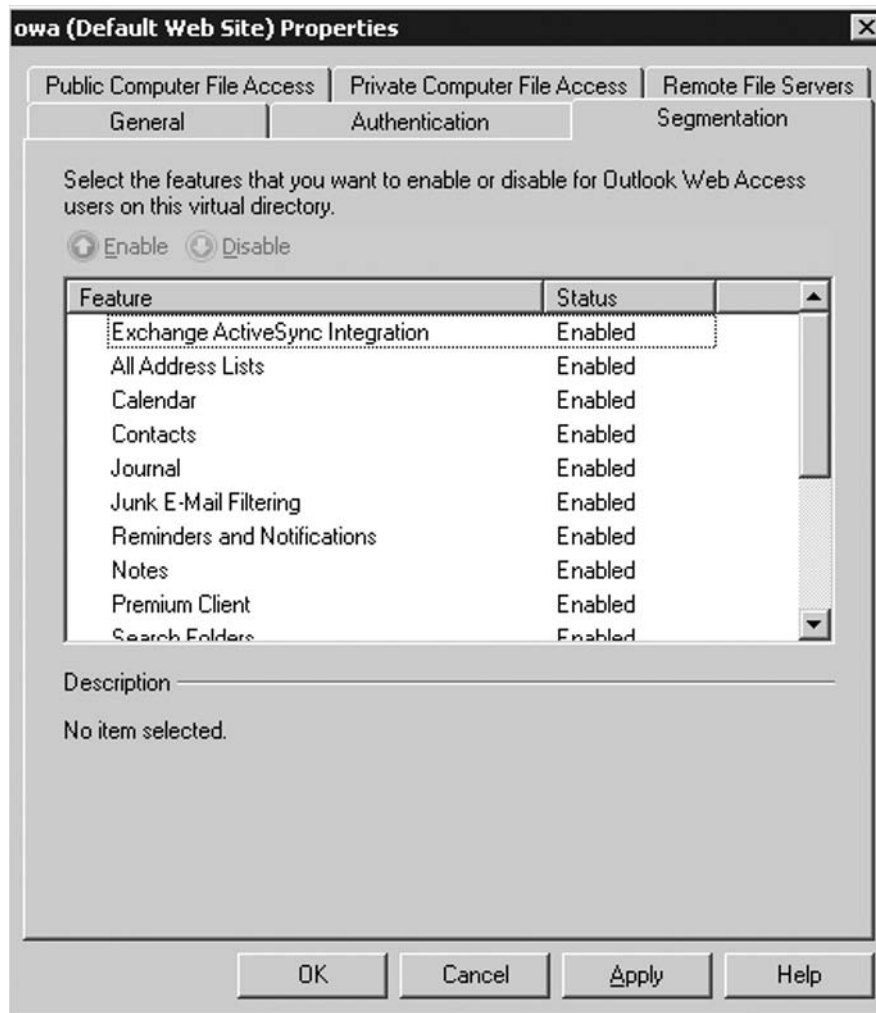 owa (Default Web Site) Properties
Public Computer File Access Private Computer File Access Remote File Servers
General Authentication Segmentation
Select the features that you want to enable or disable for Outlook Web Access
users on this virtual directory.
Enable Disable
Feature Status
Exchange ActiveSync Integration Enabled
All Address Lists Enabled
Calendar Enabled
Contacts Enabled
Journal Enabled
Junk E-Mail Filtering Enabled
Reminders and Notifications Enabled
Notes Enabled
Premium Client Enabled
Search Folders Enabled
Description
No item selected.
OK Cancel Apply Help